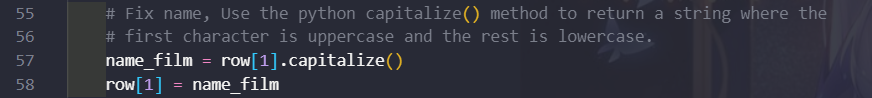 55 # Fix name, Use the python capitalize() method to return a string where the
56 # first character is uppercase and the rest is lowercase.
57 name_film = row[1].capitalize()
58 row[1] = name_film